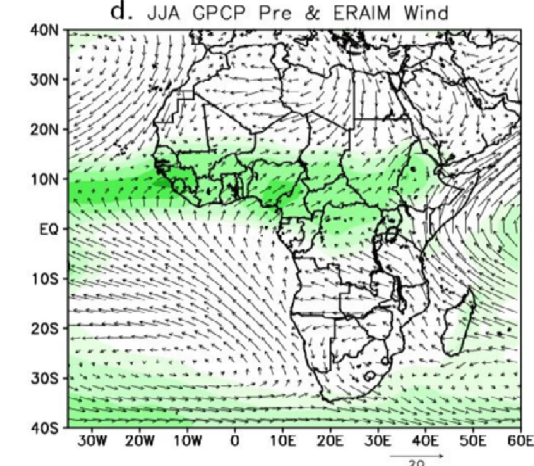 d. JJA GPCP Pre & ERAIM Wind
40N
30N
20N
10N
EQ
10S
20S
30S
40S
30W 20W 10W 0 10E 20E 30E 40E 50E 60E
20